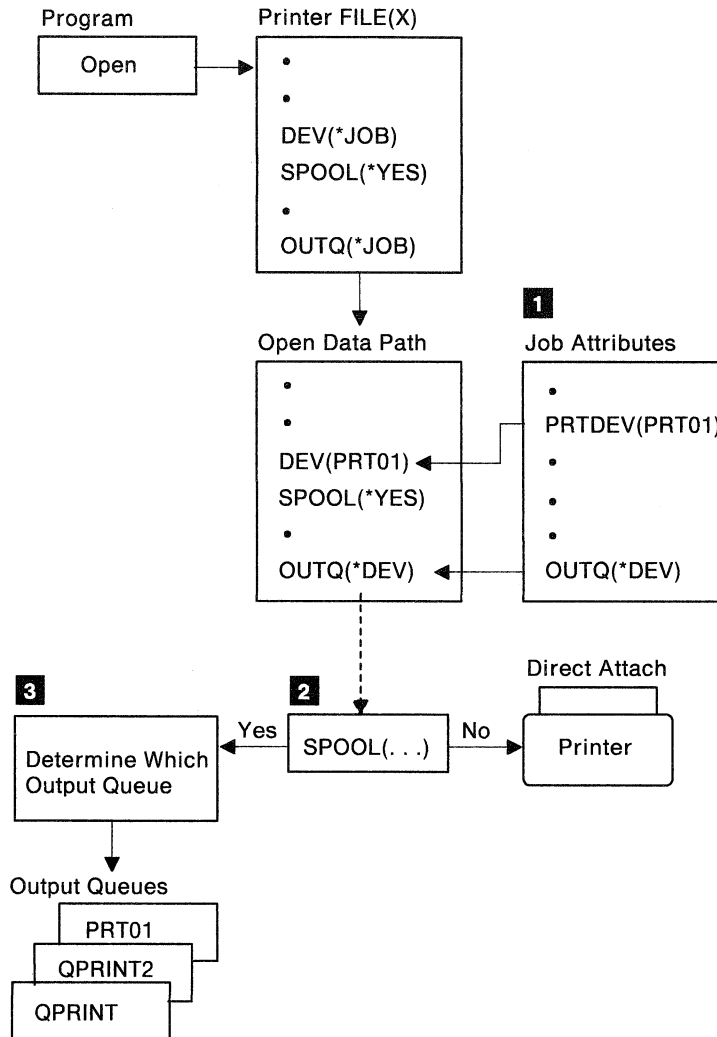 Program
Open
Printer FILE(X)
•
•
DEV(*JOB)
SPOOL(*YES)
•
OUTQ(*JOB)
Open Data Path
•
•
DEV(PRT01)
SPOOL(*YES)
•
OUTQ(*DEV)
1
Job Attributes
•
PRTDEV(PRT01)
•
•
•
OUTQ(*DEV)
3
Determine Which
Output Queue
Yes
2
SPOOL(. . .)
No
Direct Attach
Printer
Output Queues
PRT01
QPRINT2
QPRINT